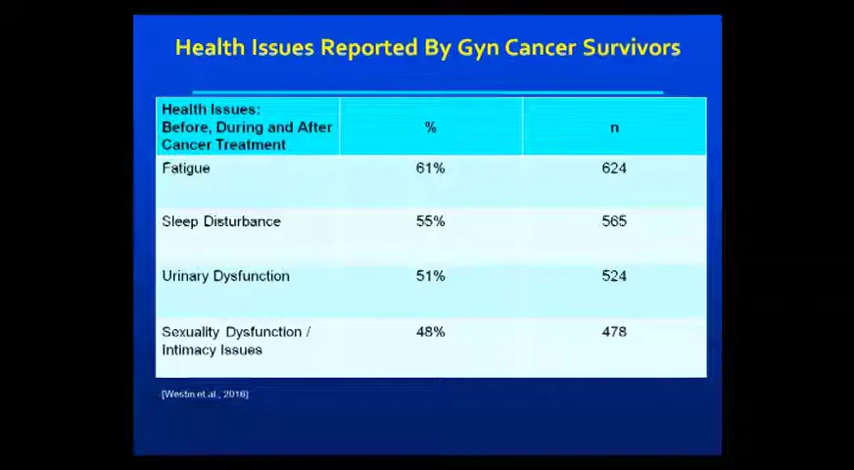 Health Issues Reported By Gyn Cancer Survivors
Health Issues:
Before, During and After
Cancer Treatment
%
n
Fatigue
61%
624
Sleep Disturbance
55%
565
Urinary Dysfunction
51%
524
Sexuality Dysfunction /
Intimacy Issues
48%
478
[Westin et al., 2016]